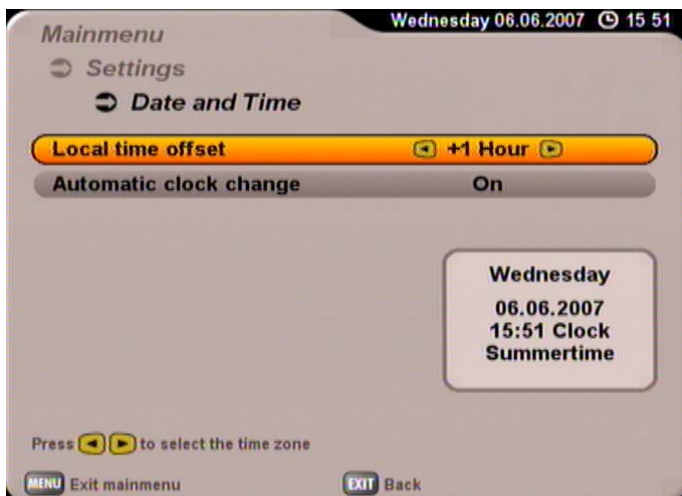 Wednesday 06.06.2007 15 51
Mainmenu
Settings
Date and Time
Local time offset +1 Hour
Automatic clock change On
Wednesday
06.06.2007
15:51 Clock
Summertime
Press to select the time zone
MENU Exit mainmenu EXIT Back